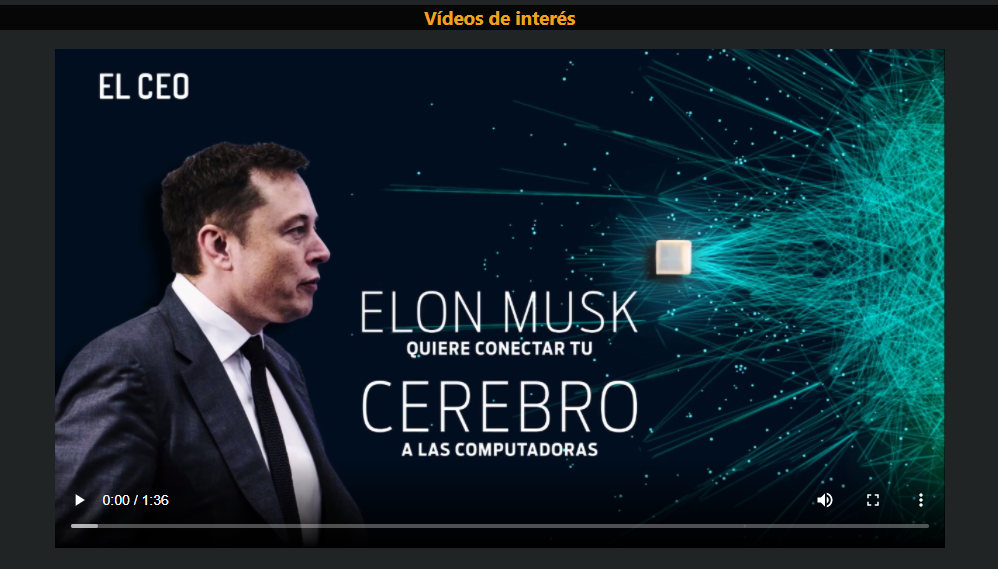 Vídeos de interés
EL CEO
ELON MUSK
QUIERE CONECTAR TU
CEREBRO
A LAS COMPUTADORAS
0:00 / 1:36